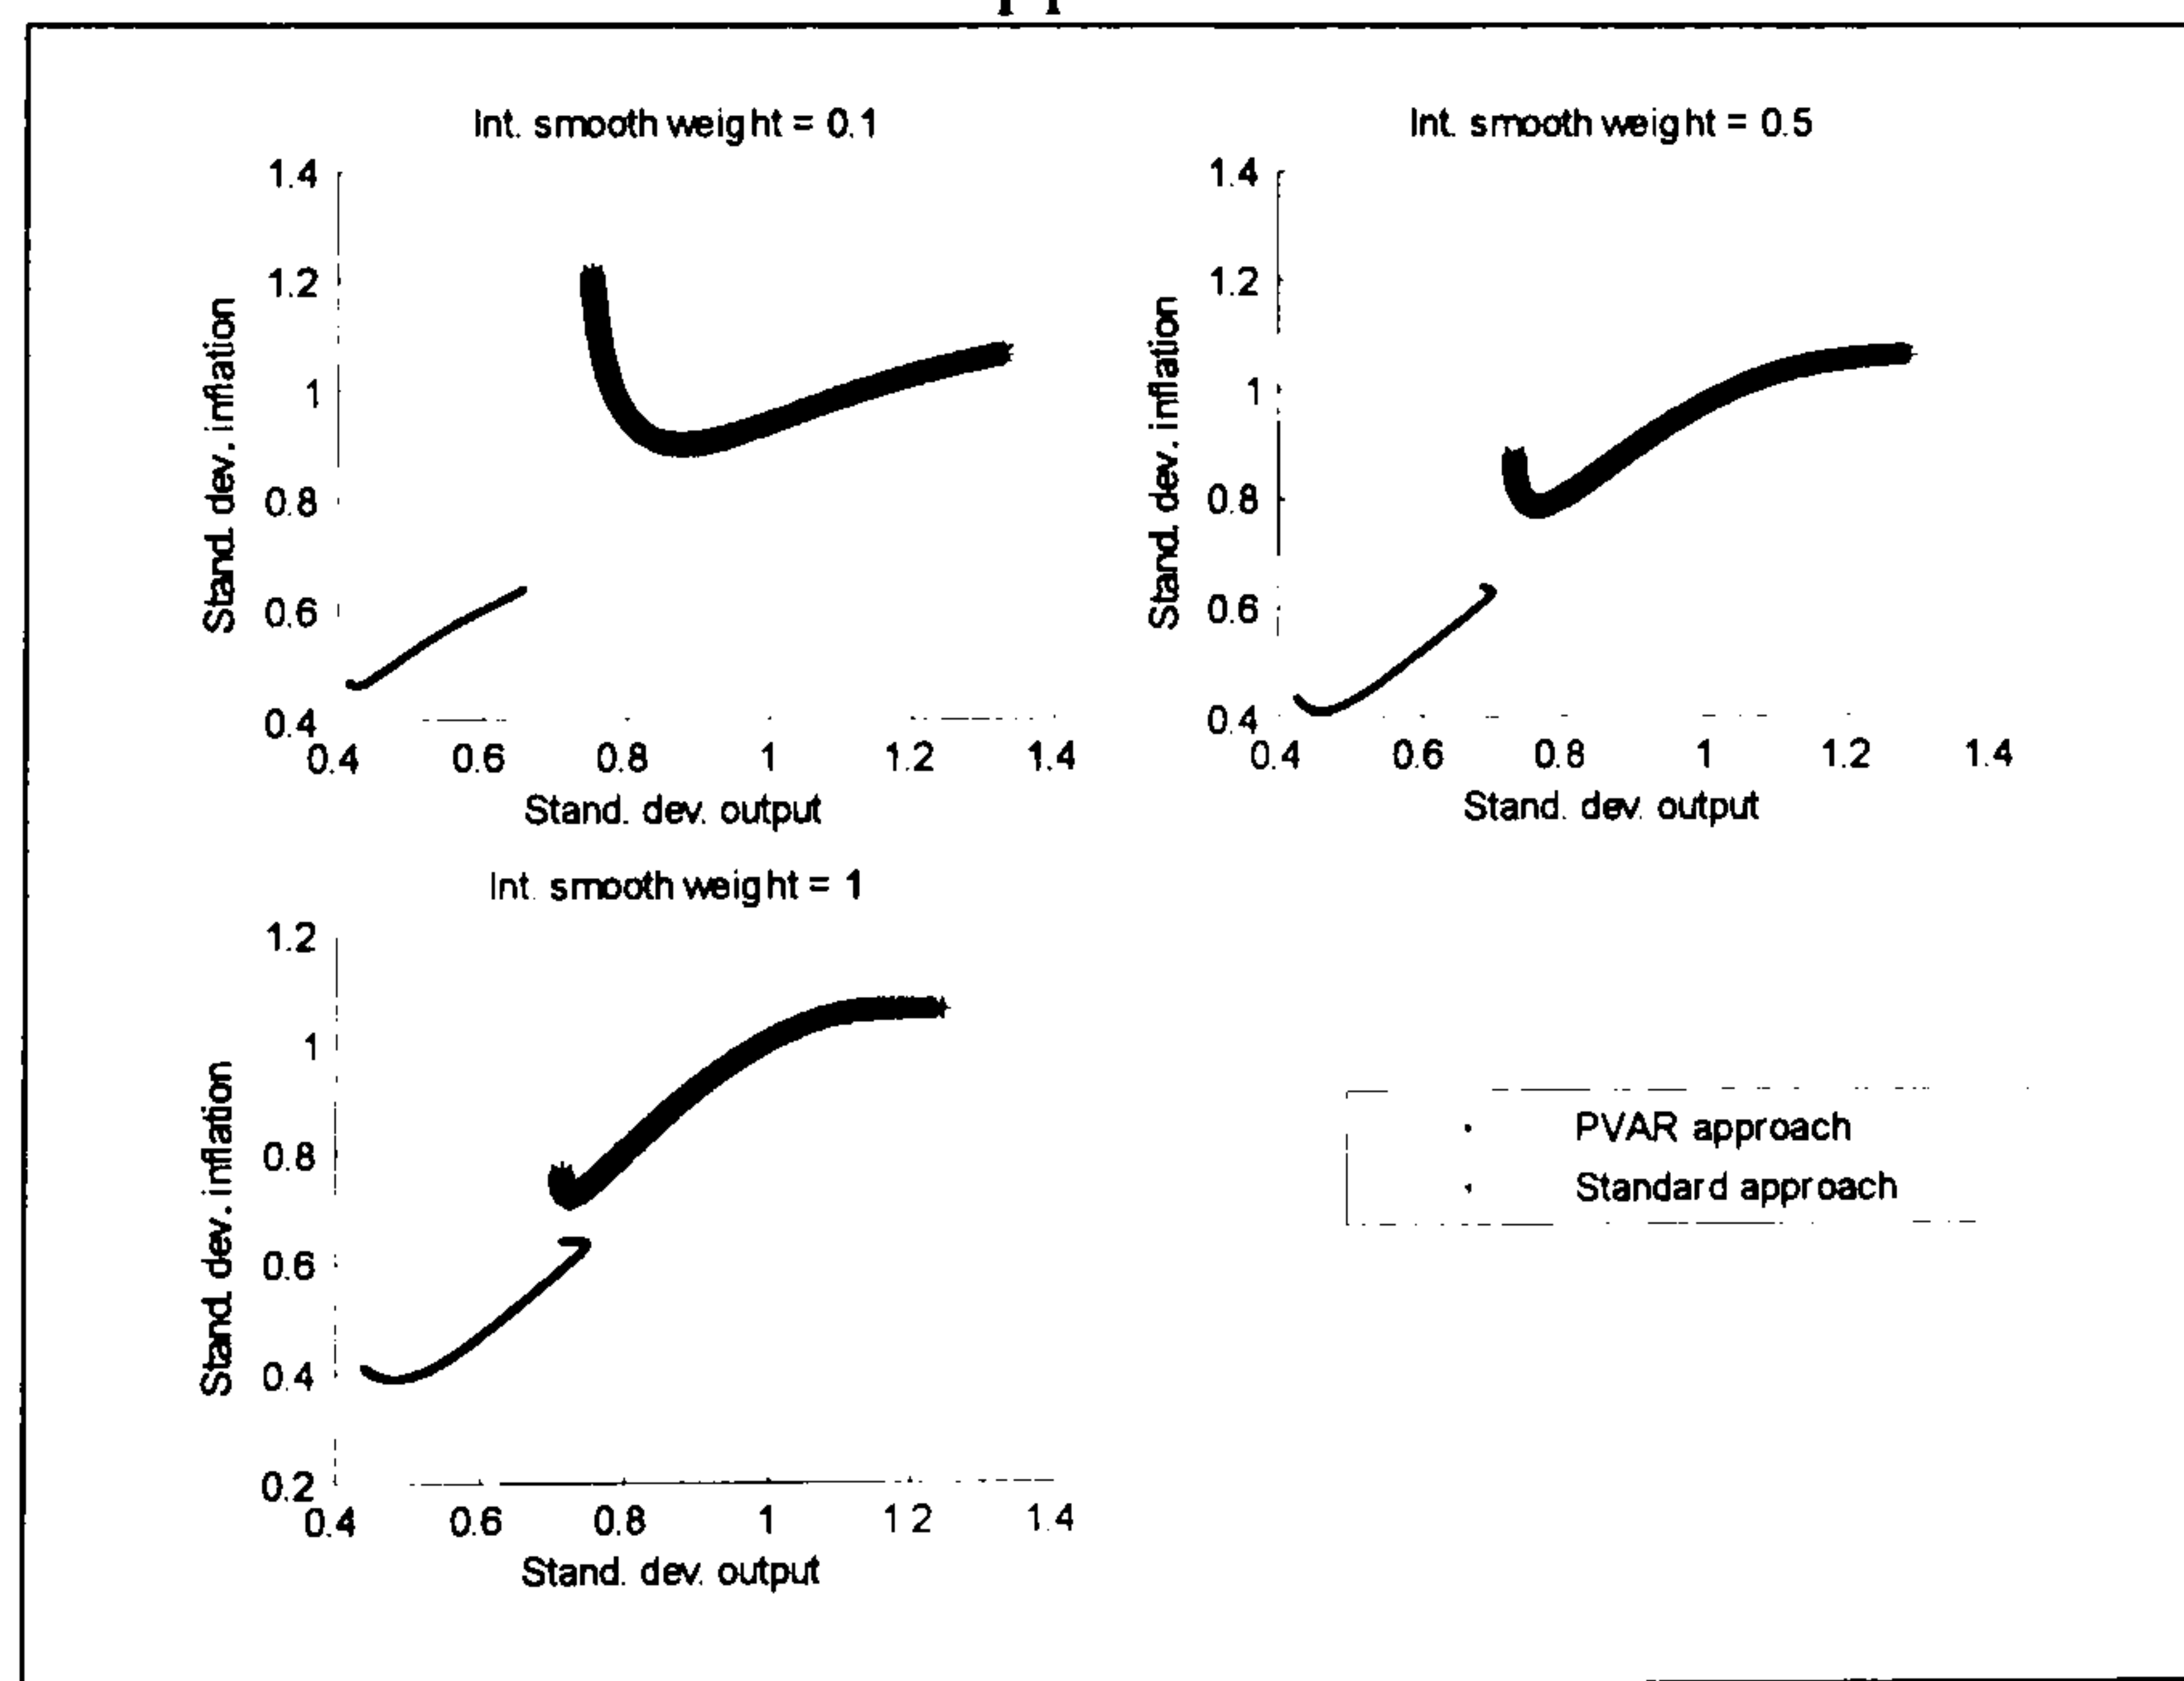 Int. smooth weight = 0.1
1.4
1.2
1
0.8
0.6
0.4
Stand. dev. inflation
0.4 0.6 0.8 1 1.2 1.4
Stand. dev. output
Int. smooth weight = 0.5
1.4
1.2
1
0.8
0.6
0.4
Stand. dev. inflation
0.4 0.6 0.8 1 1.2 1.4
Stand. dev. output
Int. smooth weight = 1
1.2
1
0.8
0.6
0.4
0.2
Stand. dev. inflation
0.4 0.6 0.8 1 1.2 1.4
Stand. dev. output
PVAR approach
Standard approach